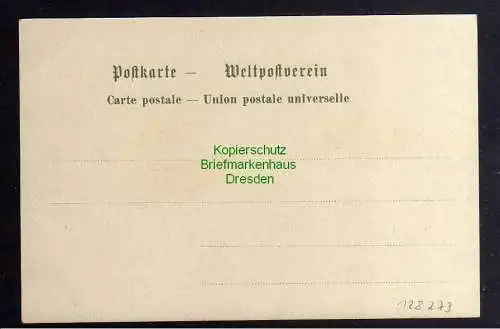 Postkarte — Weltpostverein
Carte postale — Union postale universelle
Kopierschutz
Briefmarkenhaus
Dresden
128273